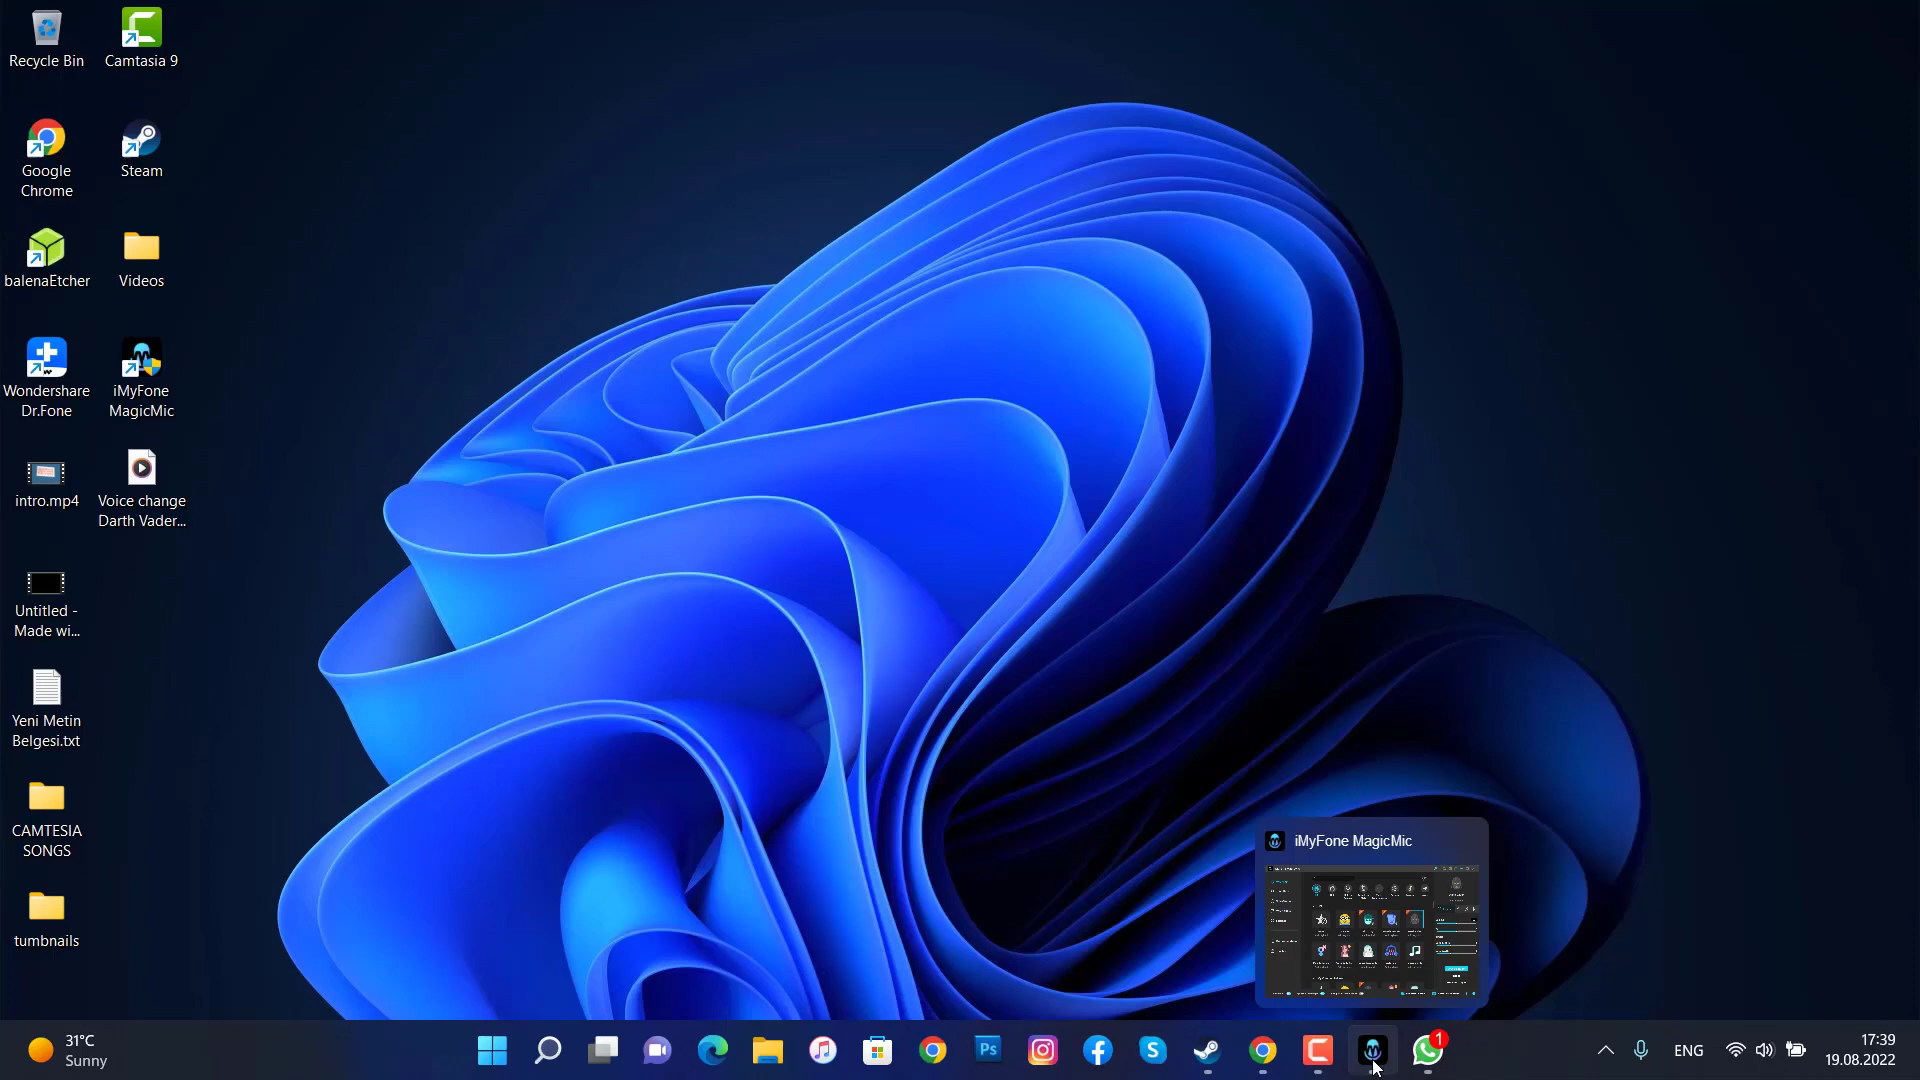 Recycle Bin
Camtasia 9
Google
Chrome
Steam
balenaEtcher
Videos
Wondershare
Dr.Fone
iMyFone
MagicMic
intro.mp4
Voice change
Darth Vader...
Untitled -
Made wi...
Yeni Metin
Belgesi.txt
CAMTESIA
SONGS
tumbnails
iMyFone MagicMic
31°C
Sunny
Ps
1
ENG
17:39
19.08.2022